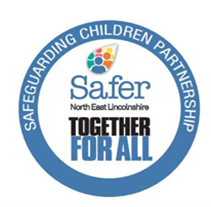 SAFEGUARDING CHILDREN PARTNERSHIP
Safer
North East Lincolnshire
TOGETHER
FOR ALL